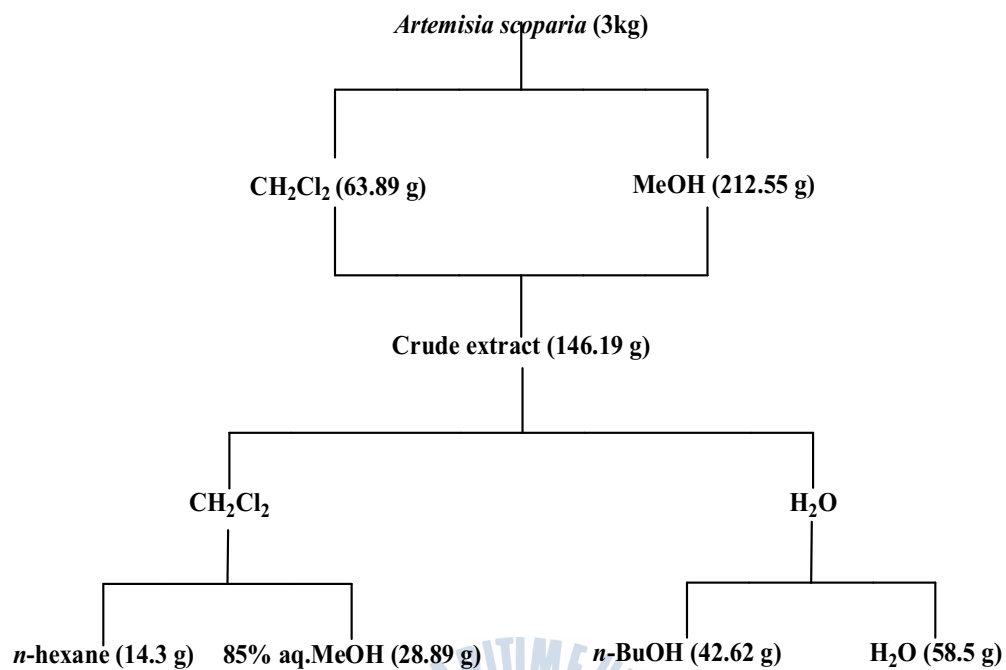 Artemisia scoparia (3kg)
CH₂Cl₂ (63.89 g) MeOH (212.55 g)
Crude extract (146.19 g)
CH₂Cl₂ H₂O
n-hexane (14.3 g) 85% aq.MeOH (28.89 g) n-BuOH (42.62 g) H₂O (58.5 g)